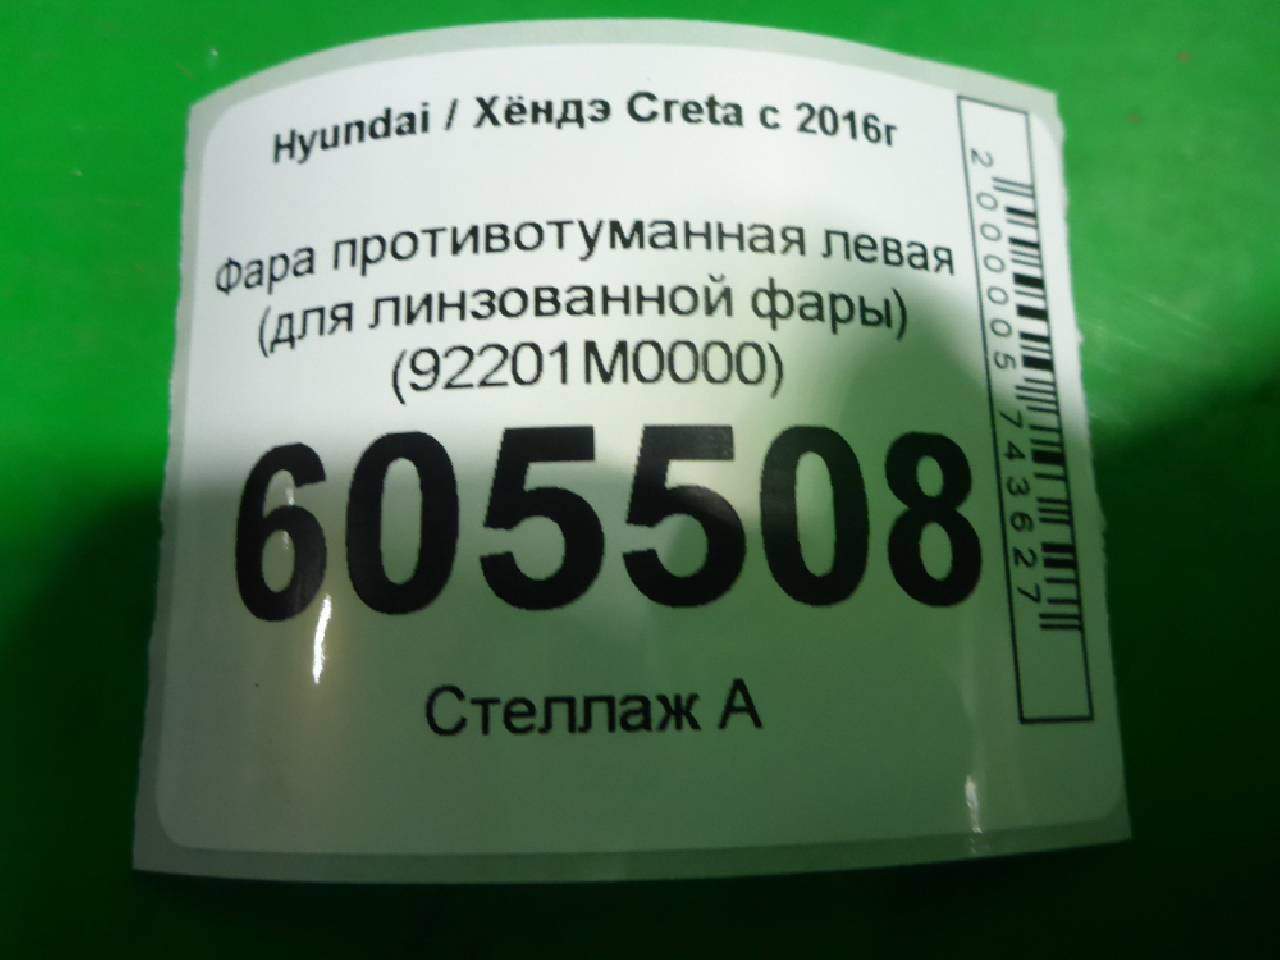 Hyundai / Хёндэ Creta с 2016г
Фара противотуманная левая
(для линзованной фары)
(92201M0000)
605508
Стеллаж А
2000005743627